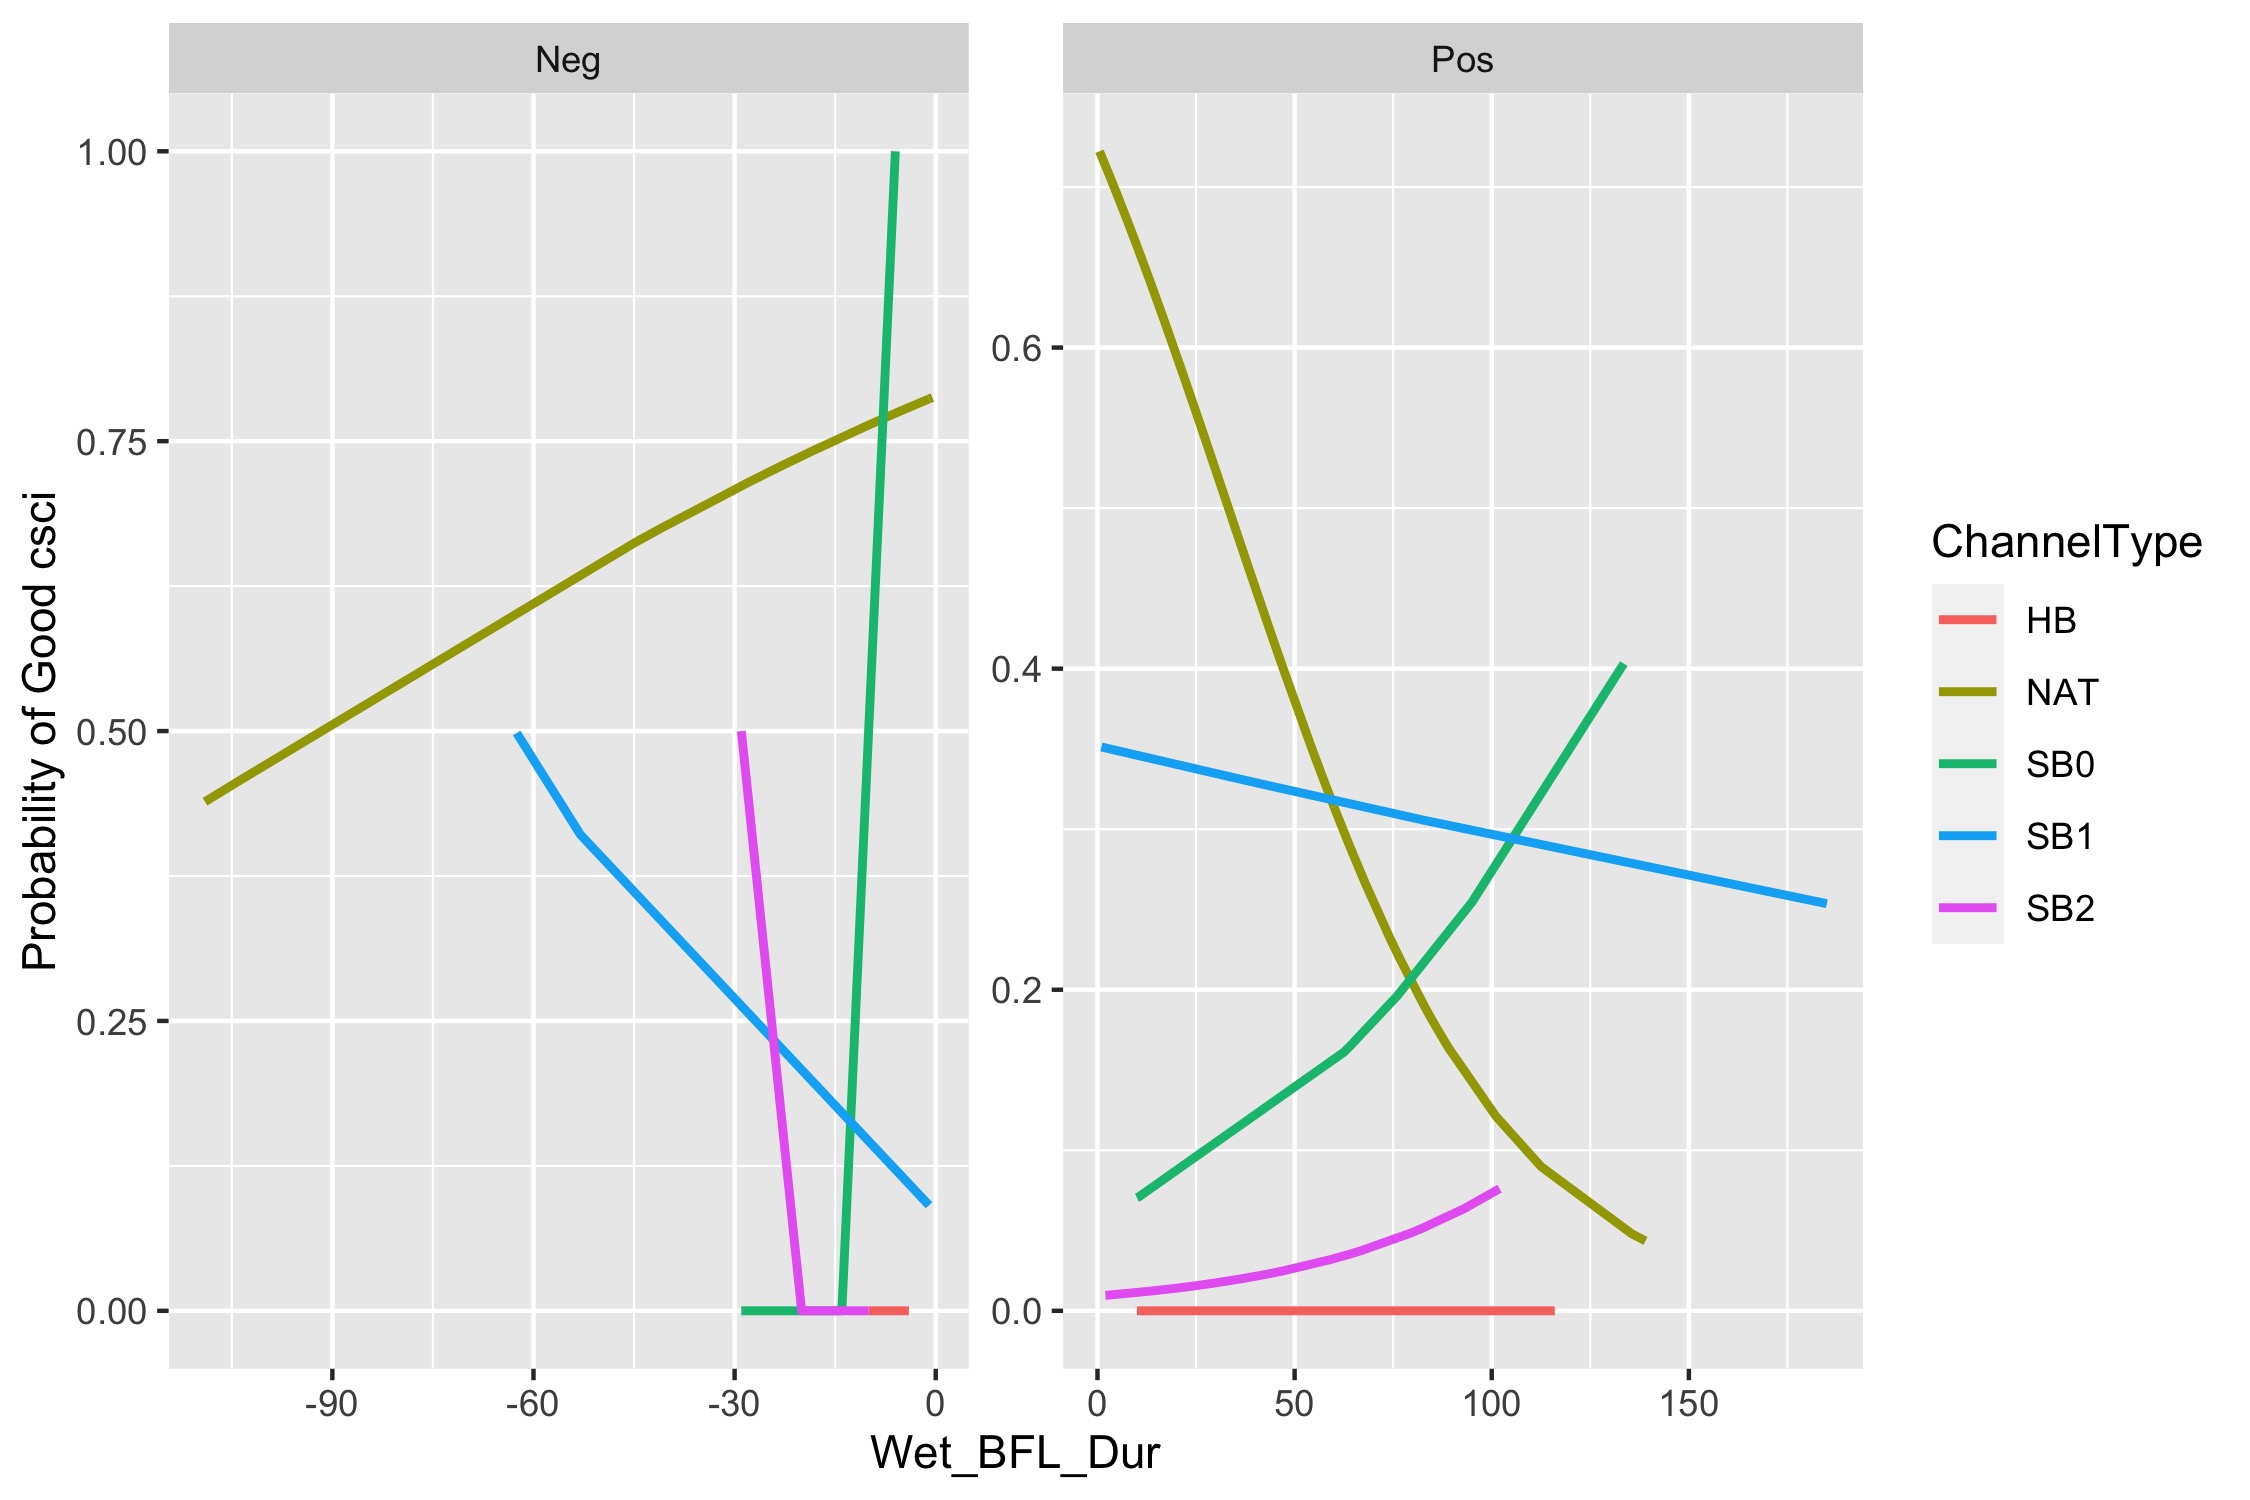 Neg
Pos
1.00
0.75
0.50
0.25
0.00
0.6
0.4
0.2
0.0
-90
-60
-30
0
0
50
100
150
Wet_BFL_Dur
Probability of Good csci
ChannelType
HB
NAT
SB0
SB1
SB2